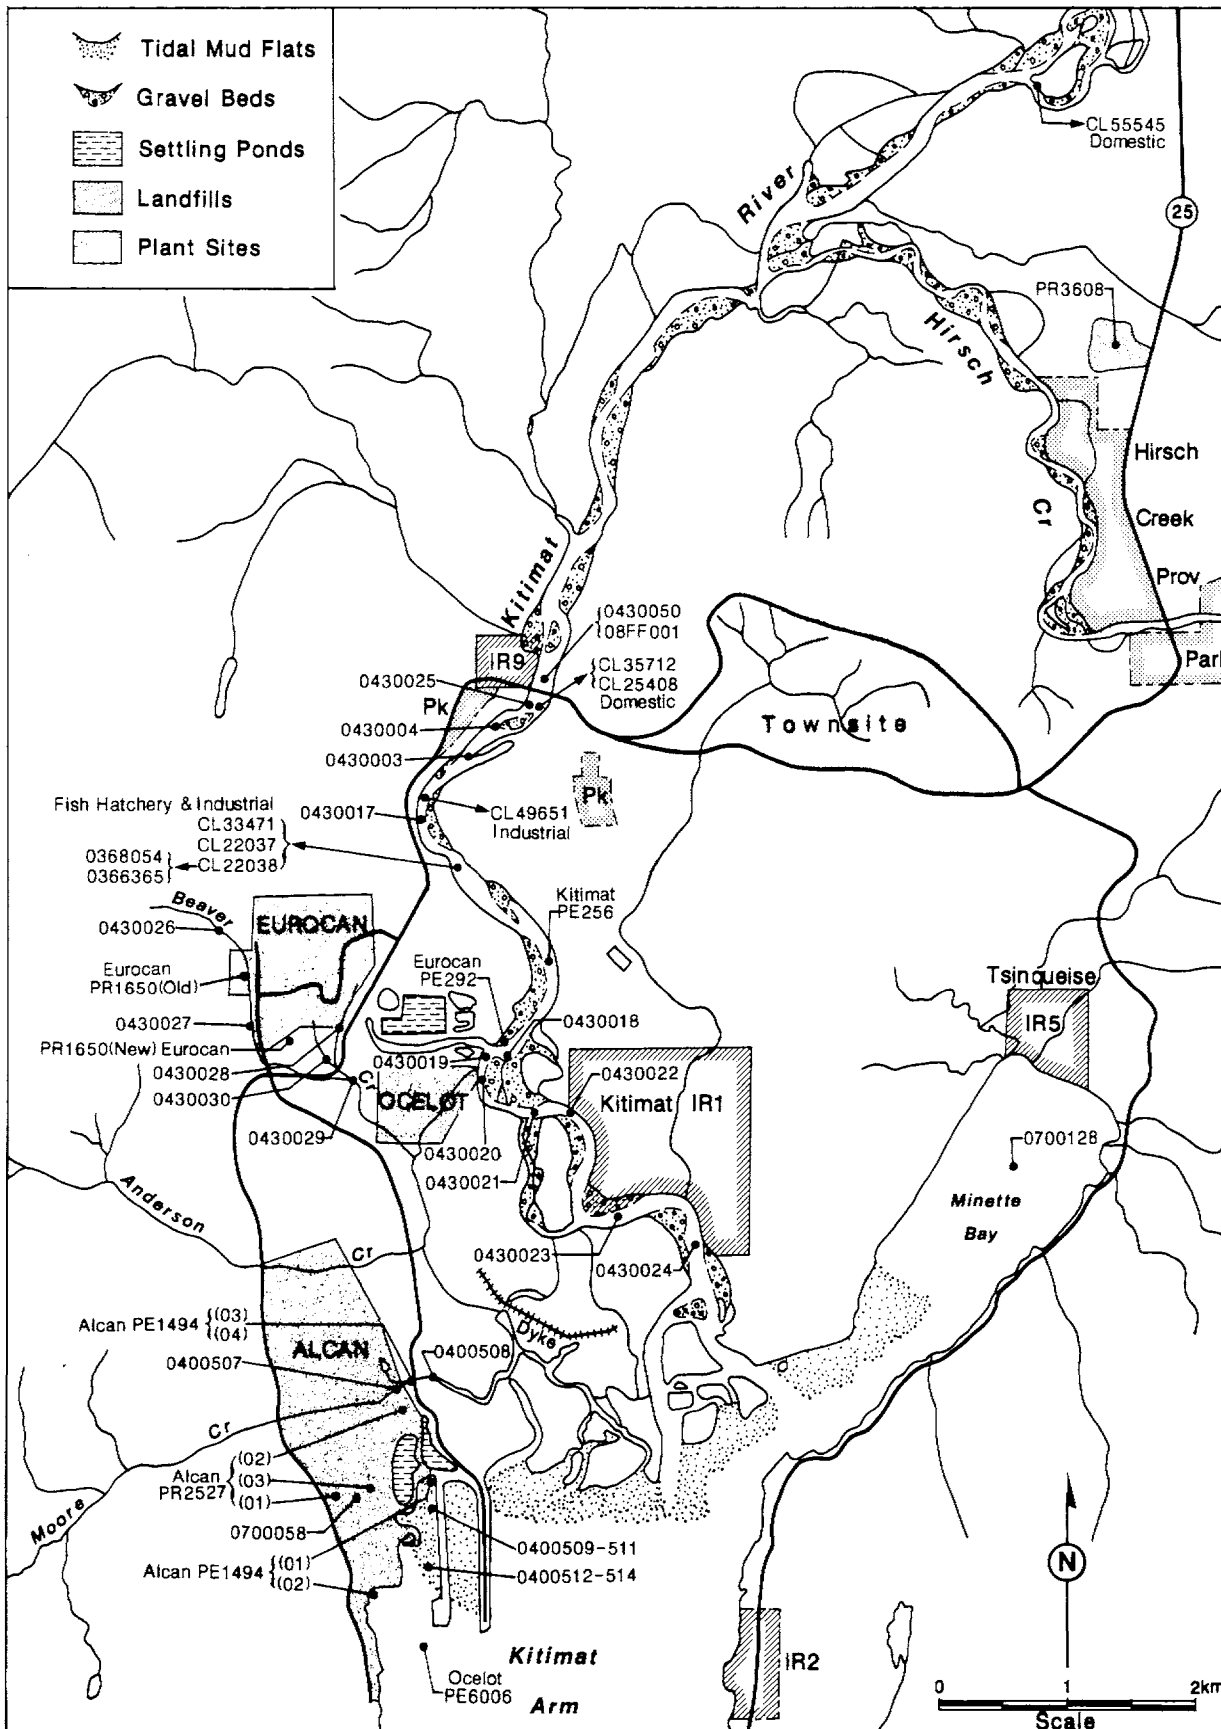 Tidal Mud Flats
Gravel Beds
Settling Ponds
Landfills
Plant Sites
CL55545
Domestic
River
25
PR3608
Hirsch
Cr
Hirsch
Creek
Prov
Park
Kitimat
0430050
08FF001
IR9
CL35712
CL25408
Domestic
0430025
Pk
0430004
Townsite
0430003
Pk
Fish Hatchery & Industrial
CL33471
CL22037
CL22038
0430017
CL49651
Industrial
0368054
0366365
Beaver
0430026
EUROCAN
Kitimat
PE256
Eurocan
PR1650(Old)
Eurocan
PE292
Tsinqueise
IR5
0430027
0430018
PR1650(New) Eurocan
0430019
0430028
0430022
0430030
Cr
OCELOT
Kitimat IR1
0430029
0430020
0430021
0700128
Anderson
Cr
Minette
Bay
0430023
0430024
Alcan PE1494
(03)
(04)
Dyke
ALCAN
0400508
0400507
Cr
Moore
Alcan
PR2527
(02)
(03)
(01)
0700058
0400509-511
Alcan PE1494
(01)
(02)
0400512-514
N
Kitimat
Arm
IR2
Ocelot
PE6006
0 1 2km
Scale